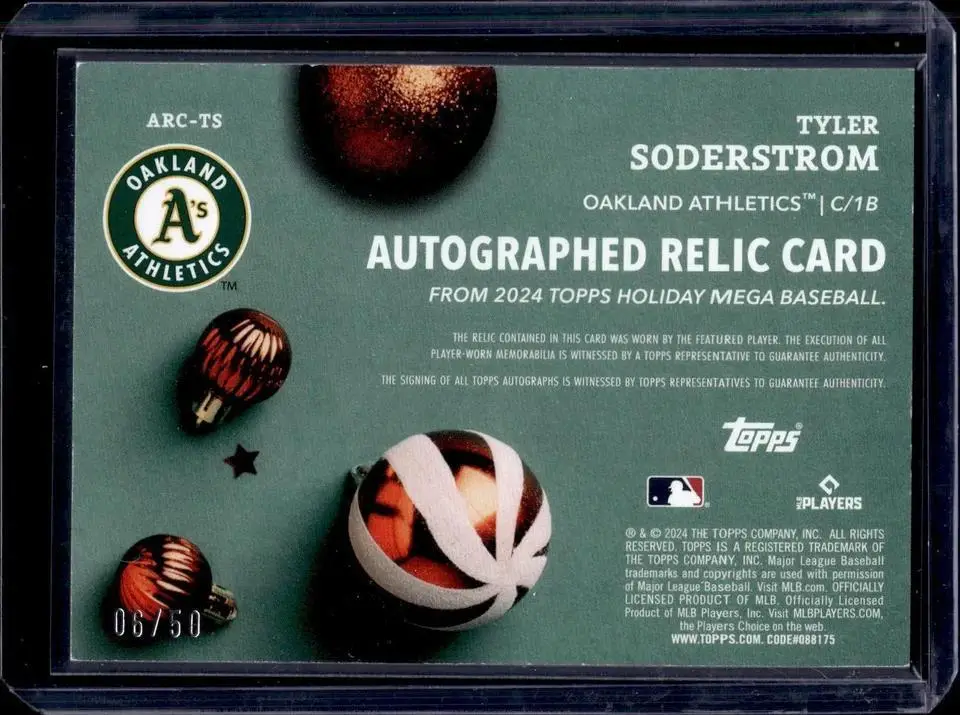 ARC-TS
OAKLAND
A's
ATHLETICS
TM
TYLER
SODERSTROM
OAKLAND ATHLETICS™ | C/1B
AUTOGRAPHED RELIC CARD
FROM 2024 TOPPS HOLIDAY MEGA BASEBALL.
THE RELIC CONTAINED IN THIS CARD WAS WORN BY THE FEATURED PLAYER. THE EXECUTION OF ALL
PLAYER-WORN MEMORABILIA IS WITNESSED BY A TOPPS REPRESENTATIVE TO GUARANTEE AUTHENTICITY.
THE SIGNING OF ALL TOPPS AUTOGRAPHS IS WITNESSED BY TOPPS REPRESENTATIVES TO GUARANTEE AUTHENTICITY.
Topps®
MLB PLAYERS
® & © 2024 THE TOPPS COMPANY, INC. ALL RIGHTS
RESERVED. TOPPS IS A REGISTERED TRADEMARK OF
THE TOPPS COMPANY, INC. Major League Baseball
trademarks and copyrights are used with permission
of Major League Baseball. Visit MLB.com. OFFICIALLY
LICENSED PRODUCT OF MLB. Officially Licensed
Product of MLB Players, Inc. Visit MLBPLAYERS.COM,
the Players Choice on the web.
WWW.TOPPS.COM. CODE#088175
06/50